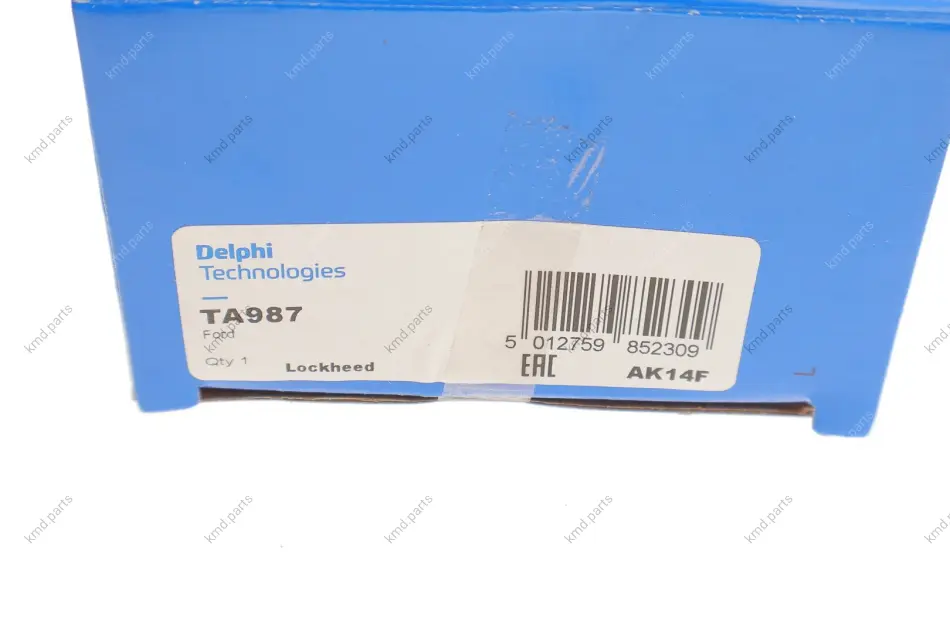 Delphi
Technologies
TA987
Ford
Qty 1
Lockheed
5 012759 852309
EAC
AK14F
kmd.parts